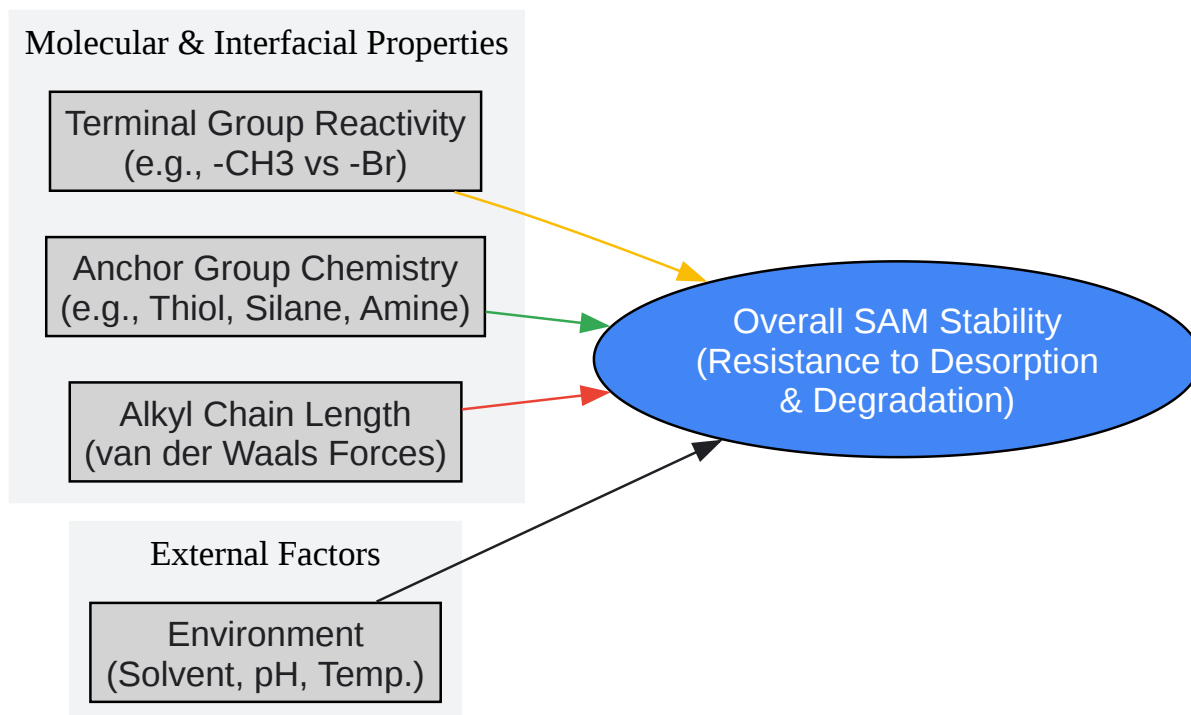 Molecular & Interfacial Properties
Terminal Group Reactivity
(e.g., -CH3 vs -Br)
Anchor Group Chemistry
(e.g., Thiol, Silane, Amine)
Alkyl Chain Length
(van der Waals Forces)
Overall SAM Stability
(Resistance to Desorption
& Degradation)
External Factors
Environment
(Solvent, pH, Temp.)